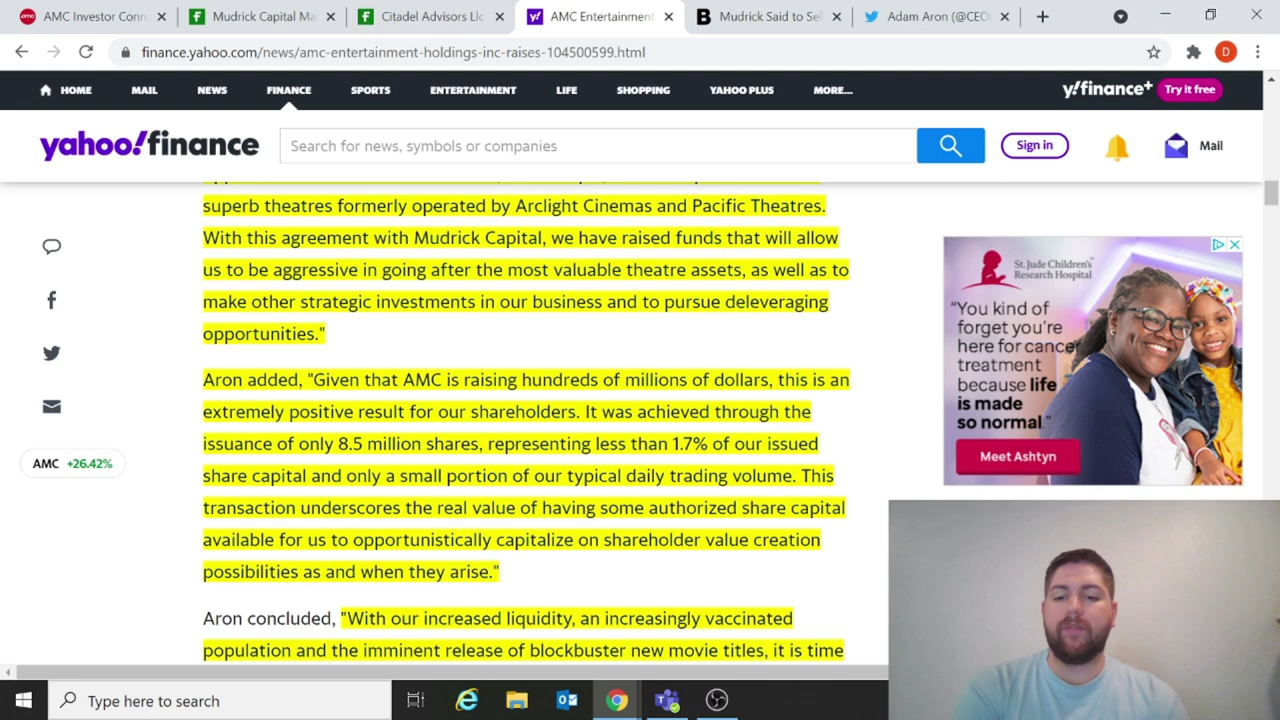 AMC Investor Conn
Mudrick Capital Ma
Citadel Advisors Llc
AMC Entertainment
Mudrick Said to Sel
Adam Aron (@CEO
finance.yahoo.com/news/amc-entertainment-holdings-inc-raises-104500599.html
D
HOME MAIL NEWS FINANCE SPORTS ENTERTAINMENT LIFE SHOPPING YAHOO PLUS MORE...
y!finance+ Try it free
yahoo!finance
Search for news, symbols or companies
Sign in
Mail
superb theatres formerly operated by Arclight Cinemas and Pacific Theatres.
With this agreement with Mudrick Capital, we have raised funds that will allow
us to be aggressive in going after the most valuable theatre assets, as well as to
make other strategic investments in our business and to pursue deleveraging
opportunities."
Aron added, "Given that AMC is raising hundreds of millions of dollars, this is an
extremely positive result for our shareholders. It was achieved through the
issuance of only 8.5 million shares, representing less than 1.7% of our issued
share capital and only a small portion of our typical daily trading volume. This
transaction underscores the real value of having some authorized share capital
available for us to opportunistically capitalize on shareholder value creation
possibilities as and when they arise."
Aron concluded, "With our increased liquidity, an increasingly vaccinated
population and the imminent release of blockbuster new movie titles, it is time
AMC +26.42%
St. Jude Children's
Research Hospital
"You kind of
forget you're
here for cancer
treatment
because life
is made
so normal."
Meet Ashtyn
Type here to search